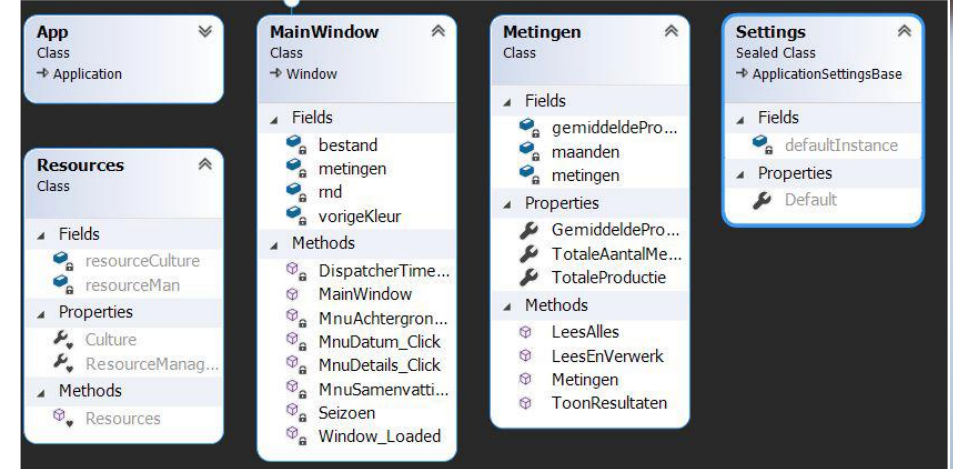 App
Class
Application
Resources
Class
Fields
resourceCulture
resourceMan
Properties
Culture
ResourceManag...
Methods
Resources
MainWindow
Class
Window
Fields
bestand
metingen
rnd
vorigeKleur
Methods
DispatcherTime...
MainWindow
MnuAchtergron...
MnuDatum_Click
MnuDetails_Click
MnuSamenvatti...
Seizoen
Window_Loaded
Metingen
Class
Fields
gemiddeldePro...
maanden
metingen
Properties
GemiddeldePro...
TotaleAantalMe...
TotaleProductie
Methods
LeesAlles
LeesEnVerwerk
Metingen
ToonResultaten
Settings
Sealed Class
ApplicationSettingsBase
Fields
defaultInstance
Properties
Default